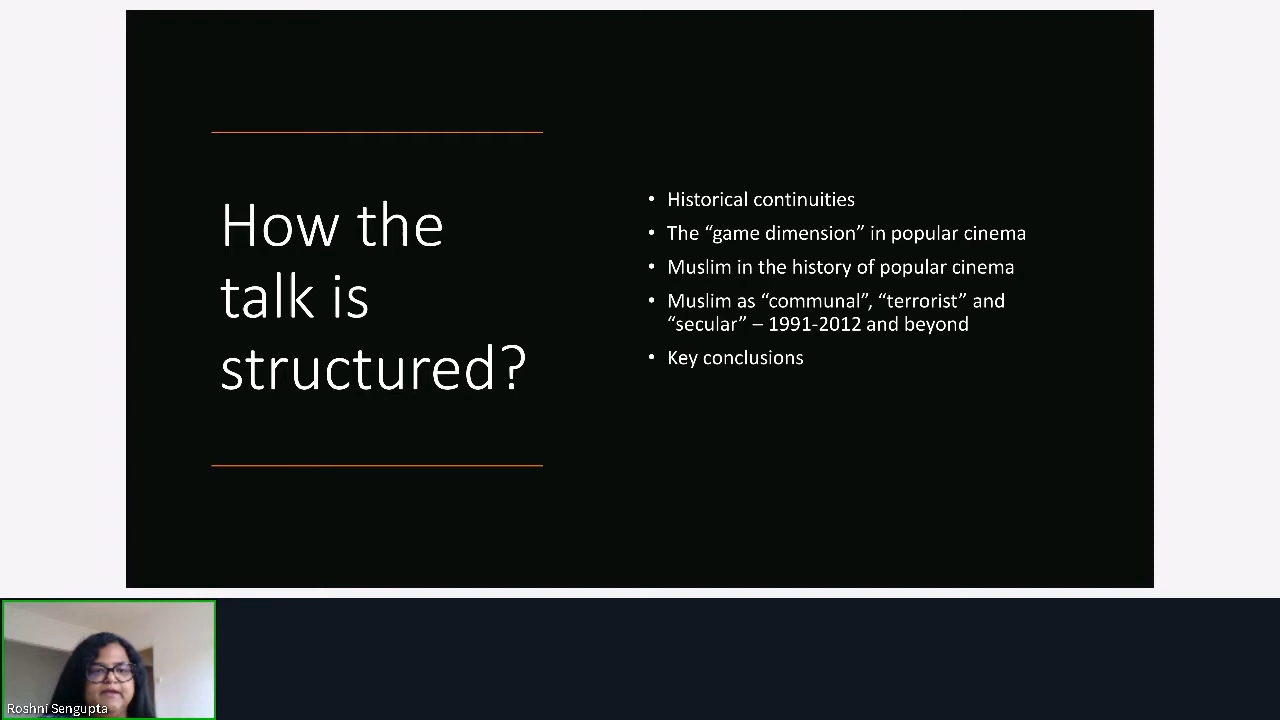 How the
talk is
structured?
• Historical continuities
• The “game dimension” in popular cinema
• Muslim in the history of popular cinema
• Muslim as “communal”, “terrorist” and
“secular” – 1991-2012 and beyond
• Key conclusions
Roshni Sengupta